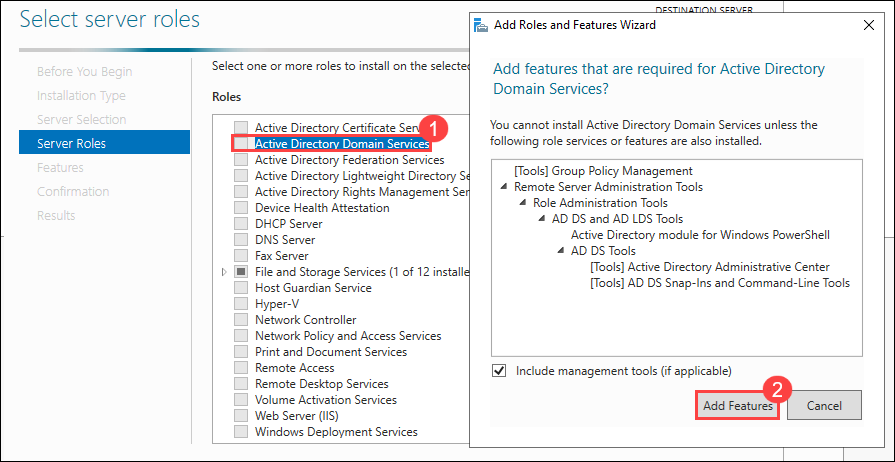 Select server roles
DESTINATION SERVER
Before You Begin
Installation Type
Server Selection
Server Roles
Features
Confirmation
Results
Select one or more roles to install on the selected
Roles
Active Directory Certificate Serv
1
Active Directory Domain Services
Active Directory Federation Services
Active Directory Lightweight Directory Se
Active Directory Rights Management Ser
Device Health Attestation
DHCP Server
DNS Server
Fax Server
File and Storage Services (1 of 12 installe
Host Guardian Service
Hyper-V
Network Controller
Network Policy and Access Services
Print and Document Services
Remote Access
Remote Desktop Services
Volume Activation Services
Web Server (IIS)
Windows Deployment Services
Add Roles and Features Wizard
Add features that are required for Active Directory
Domain Services?
You cannot install Active Directory Domain Services unless the
following role services or features are also installed.
[Tools] Group Policy Management
Remote Server Administration Tools
Role Administration Tools
AD DS and AD LDS Tools
Active Directory module for Windows PowerShell
AD DS Tools
[Tools] Active Directory Administrative Center
[Tools] AD DS Snap-Ins and Command-Line Tools
Include management tools (if applicable)
2
Add Features
Cancel